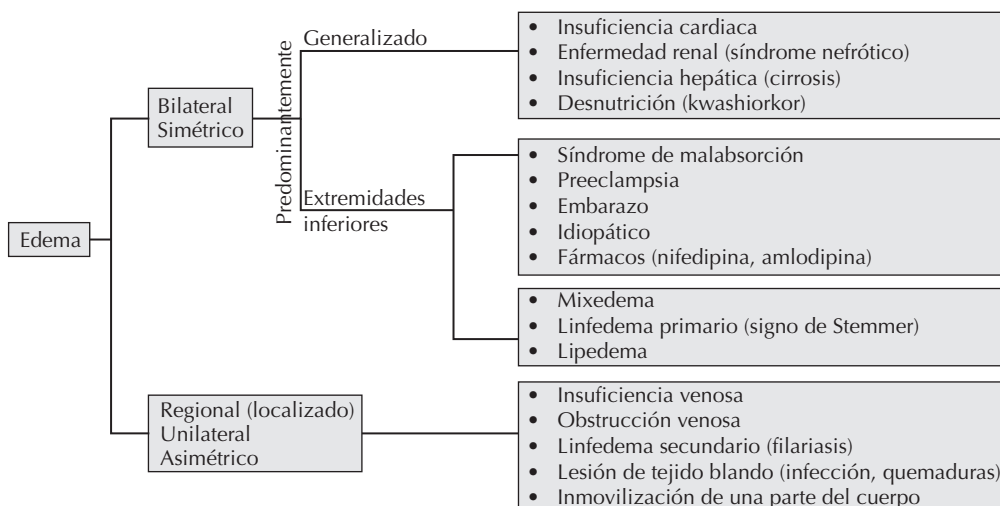 Edema
Bilateral
Simétrico
Predominantemente
Generalizado
• Insuficiencia cardiaca
• Enfermedad renal (síndrome nefrótico)
• Insuficiencia hepática (cirrosis)
• Desnutrición (kwashiorkor)
Extremidades
inferiores
• Síndrome de malabsorción
• Preeclampsia
• Embarazo
• Idiopático
• Fármacos (nifedipina, amlodipina)
• Mixedema
• Linfedema primario (signo de Stemmer)
• Lipedema
Regional (localizado)
Unilateral
Asimétrico
• Insuficiencia venosa
• Obstrucción venosa
• Linfedema secundario (filariasis)
• Lesión de tejido blando (infección, quemaduras)
• Inmovilización de una parte del cuerpo